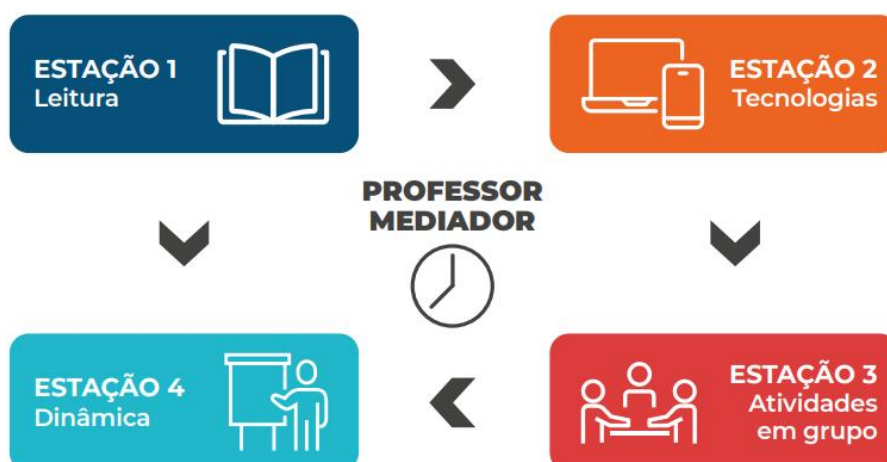 ESTAÇÃO 1
Leitura
ESTAÇÃO 2
Tecnologias
PROFESSOR
MEDIADOR
ESTAÇÃO 4
Dinâmica
ESTAÇÃO 3
Atividades
em grupo